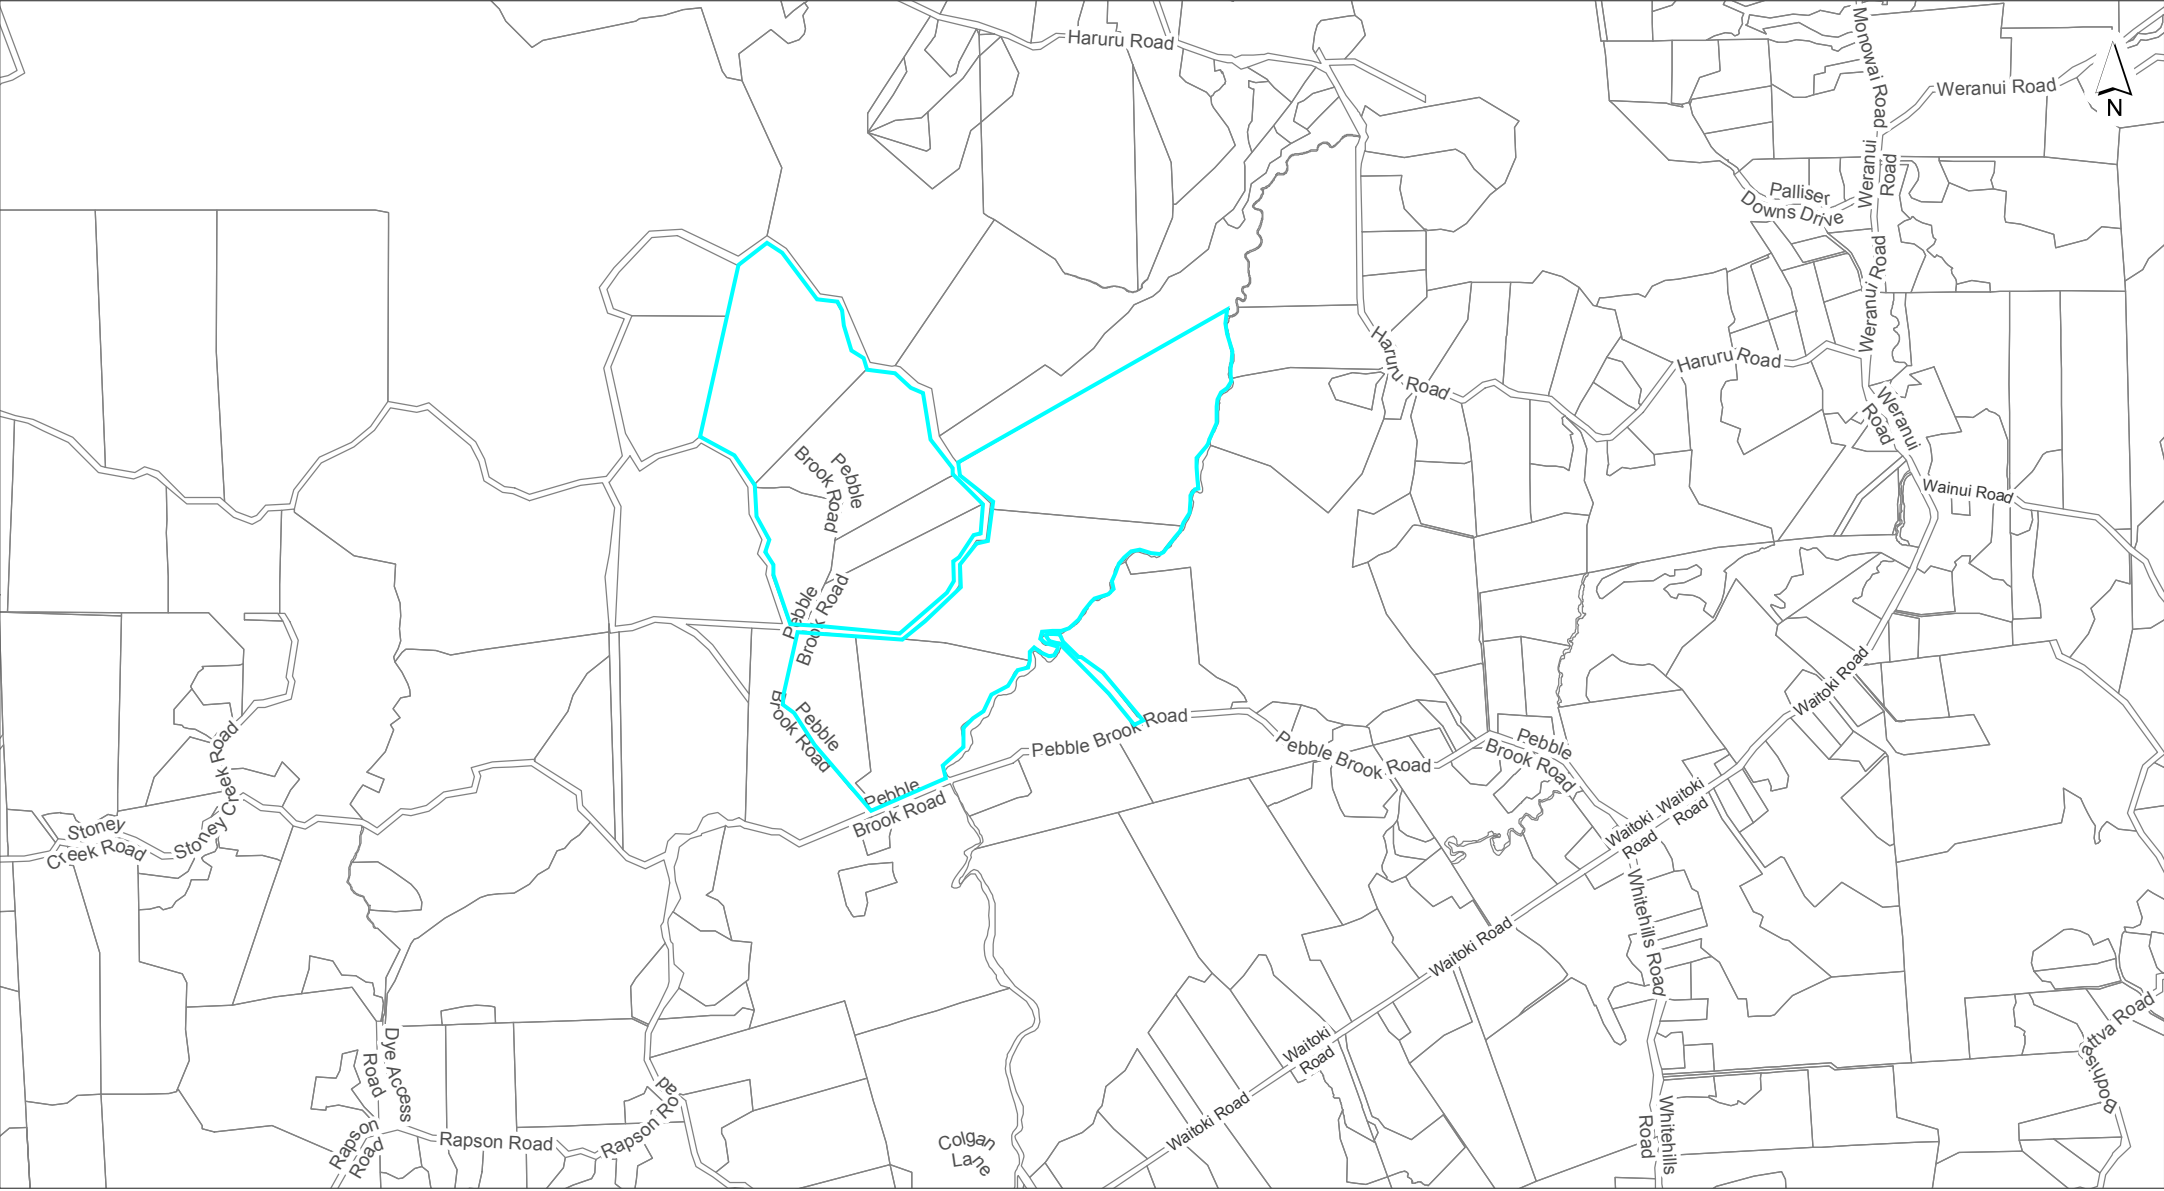 Haruru Road
Monowai Road
Weranui Road
N
Weranui
Road
Palliser
Downs Drive
Weranui Road
Haruru Road
Haruru Road
Weranui
Road
Wainui Road
Pebble
Brook Road
Pebble
Brook Road
Pebble
Brook Road
Pebble Brook Road
Pebble Brook Road
Pebble
Brook Road
Waitoki Road
Pebble
Brook Road
Waitoki
Road
Waitoki
Road
Stoney Creek Road
Stoney
Creek Road
Whitehills Road
Waitoki Road
Waitoki
Road
Dye Access
Road
Rapson Road
Rapson Road
Rapson
Road
Waitoki Road
Colgan
Lane
Whitehills
Road
Bodhisattva Road